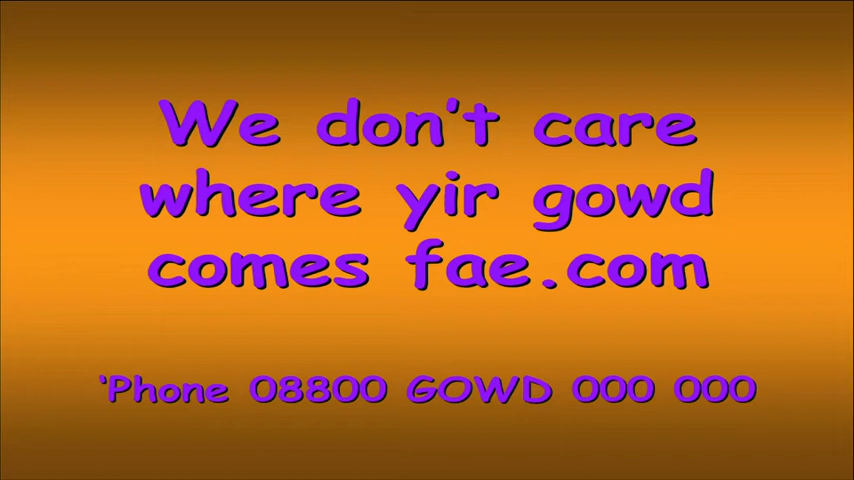 We don't care
where yir gowd
comes fae.com
'Phone 08800 GOWD 000 000